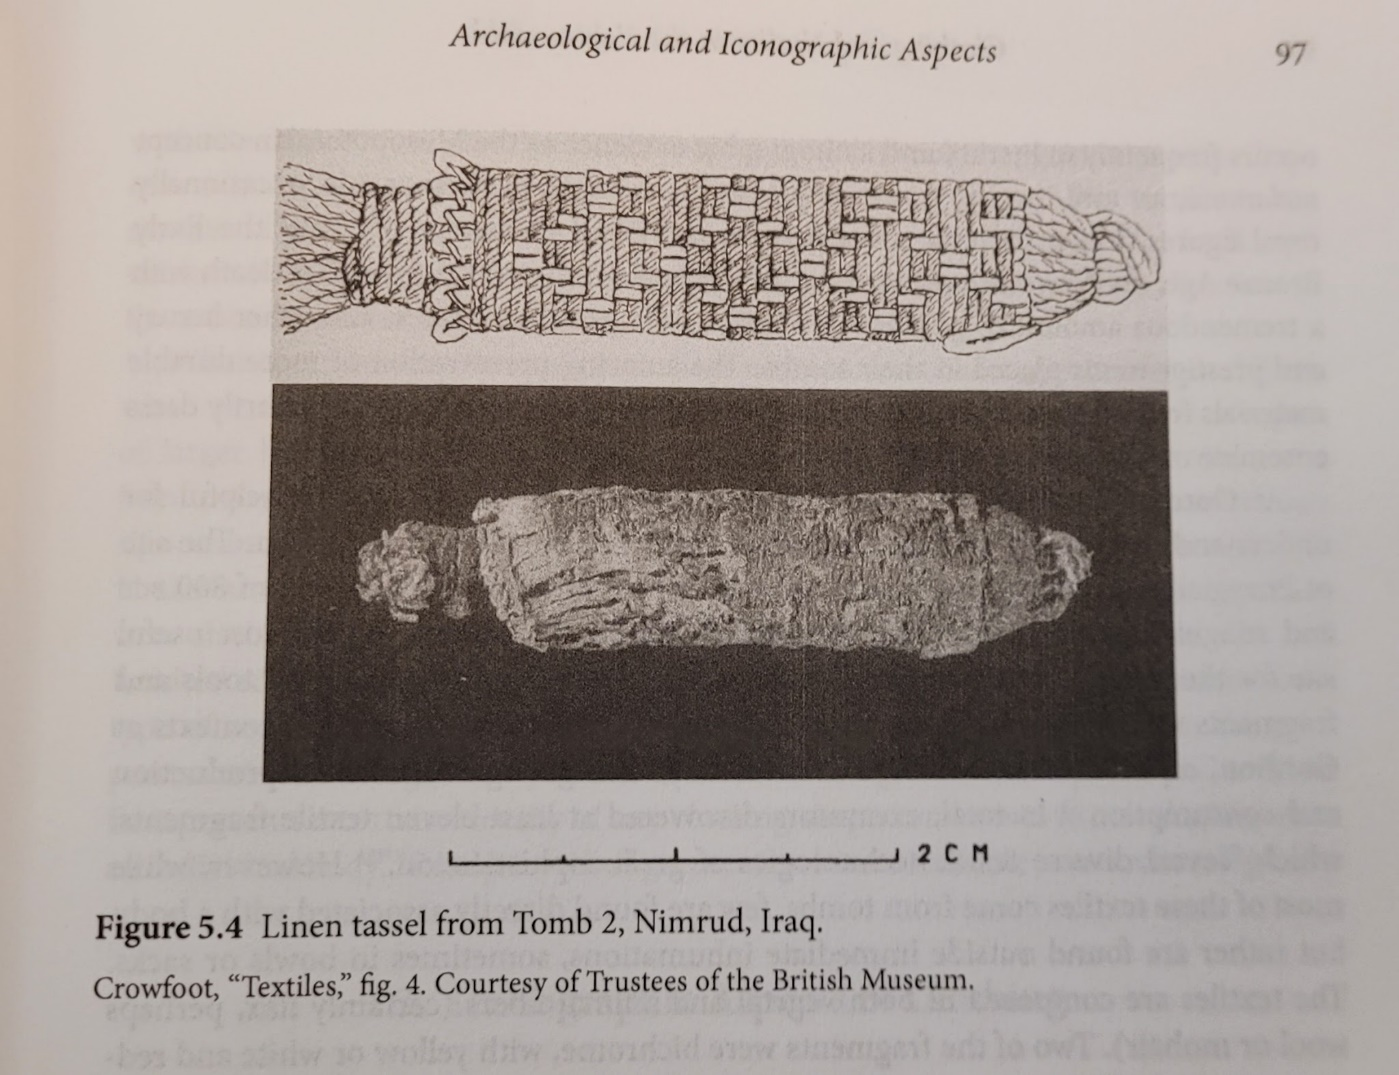 Archaeological and Iconographic Aspects 97
2 CM
Figure 5.4 Linen tassel from Tomb 2, Nimrud, Iraq.
Crowfoot, “Textiles,” fig. 4. Courtesy of Trustees of the British Museum.